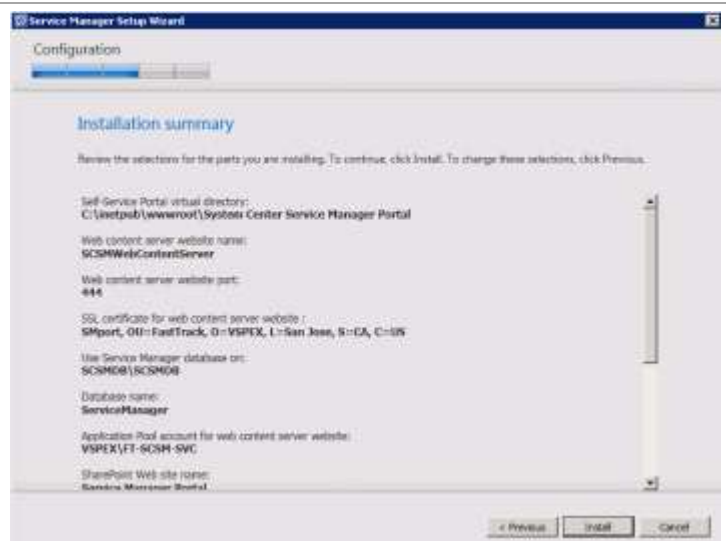 Service Manager Setup Wizard
Configuration
Installation summary
Review the selections for the parts you are installing. To continue, click Install. To change these selections, click Previous.
Self-Service Portal virtual directory:
C:\inetpub\wwwroot\System Center Service Manager Portal
Web content server website name:
SCSMWebContentServer
Web content server website port:
444
SSL certificate for web content server website :
SMport, OU=FastTrack, O=VSPEX, L=San Jose, S=CA, C=US
Use Service Manager database on:
SCSMDB\SCSMDB
Database name:
ServiceManager
Application Pool account for web content server website:
VSPEX\FT-SCSM-SVC
SharePoint Web site name:
Service Manager Portal
< Previous Install Cancel